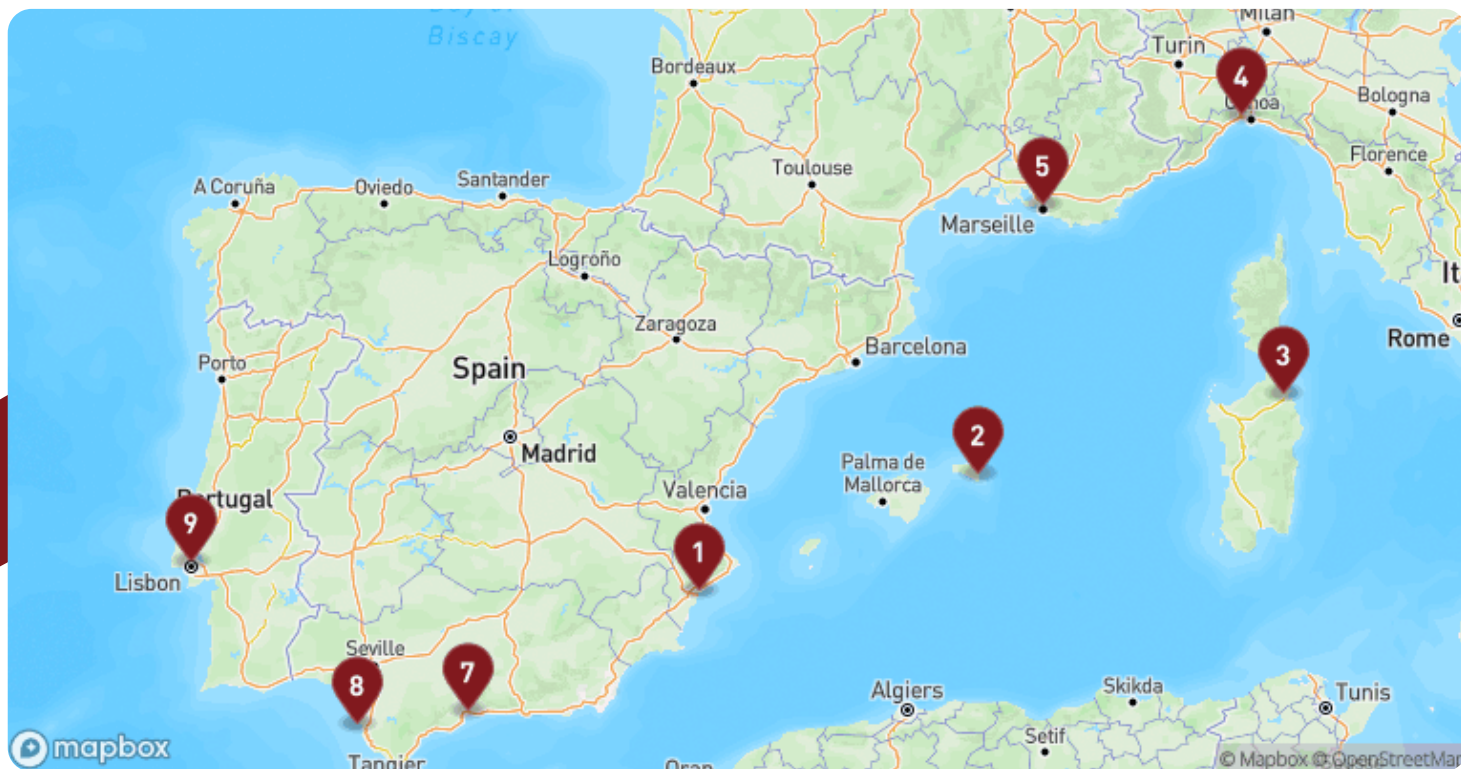 Biscay
Milan
Turin
Bordeaux
4
Genoa
Bologna
5
Toulouse
Florence
A Coruña
Oviedo
Santander
Marseille
Logroño
Zaragoza
Rome
Barcelona
3
Porto
Spain
2
Madrid
Palma de
Mallorca
Valencia
Portugal
9
1
Lisbon
Seville
7
8
Algiers
Skikda
Tunis
Setif
mapbox
Tangier
Oran
© Mapbox © OpenStreetMap